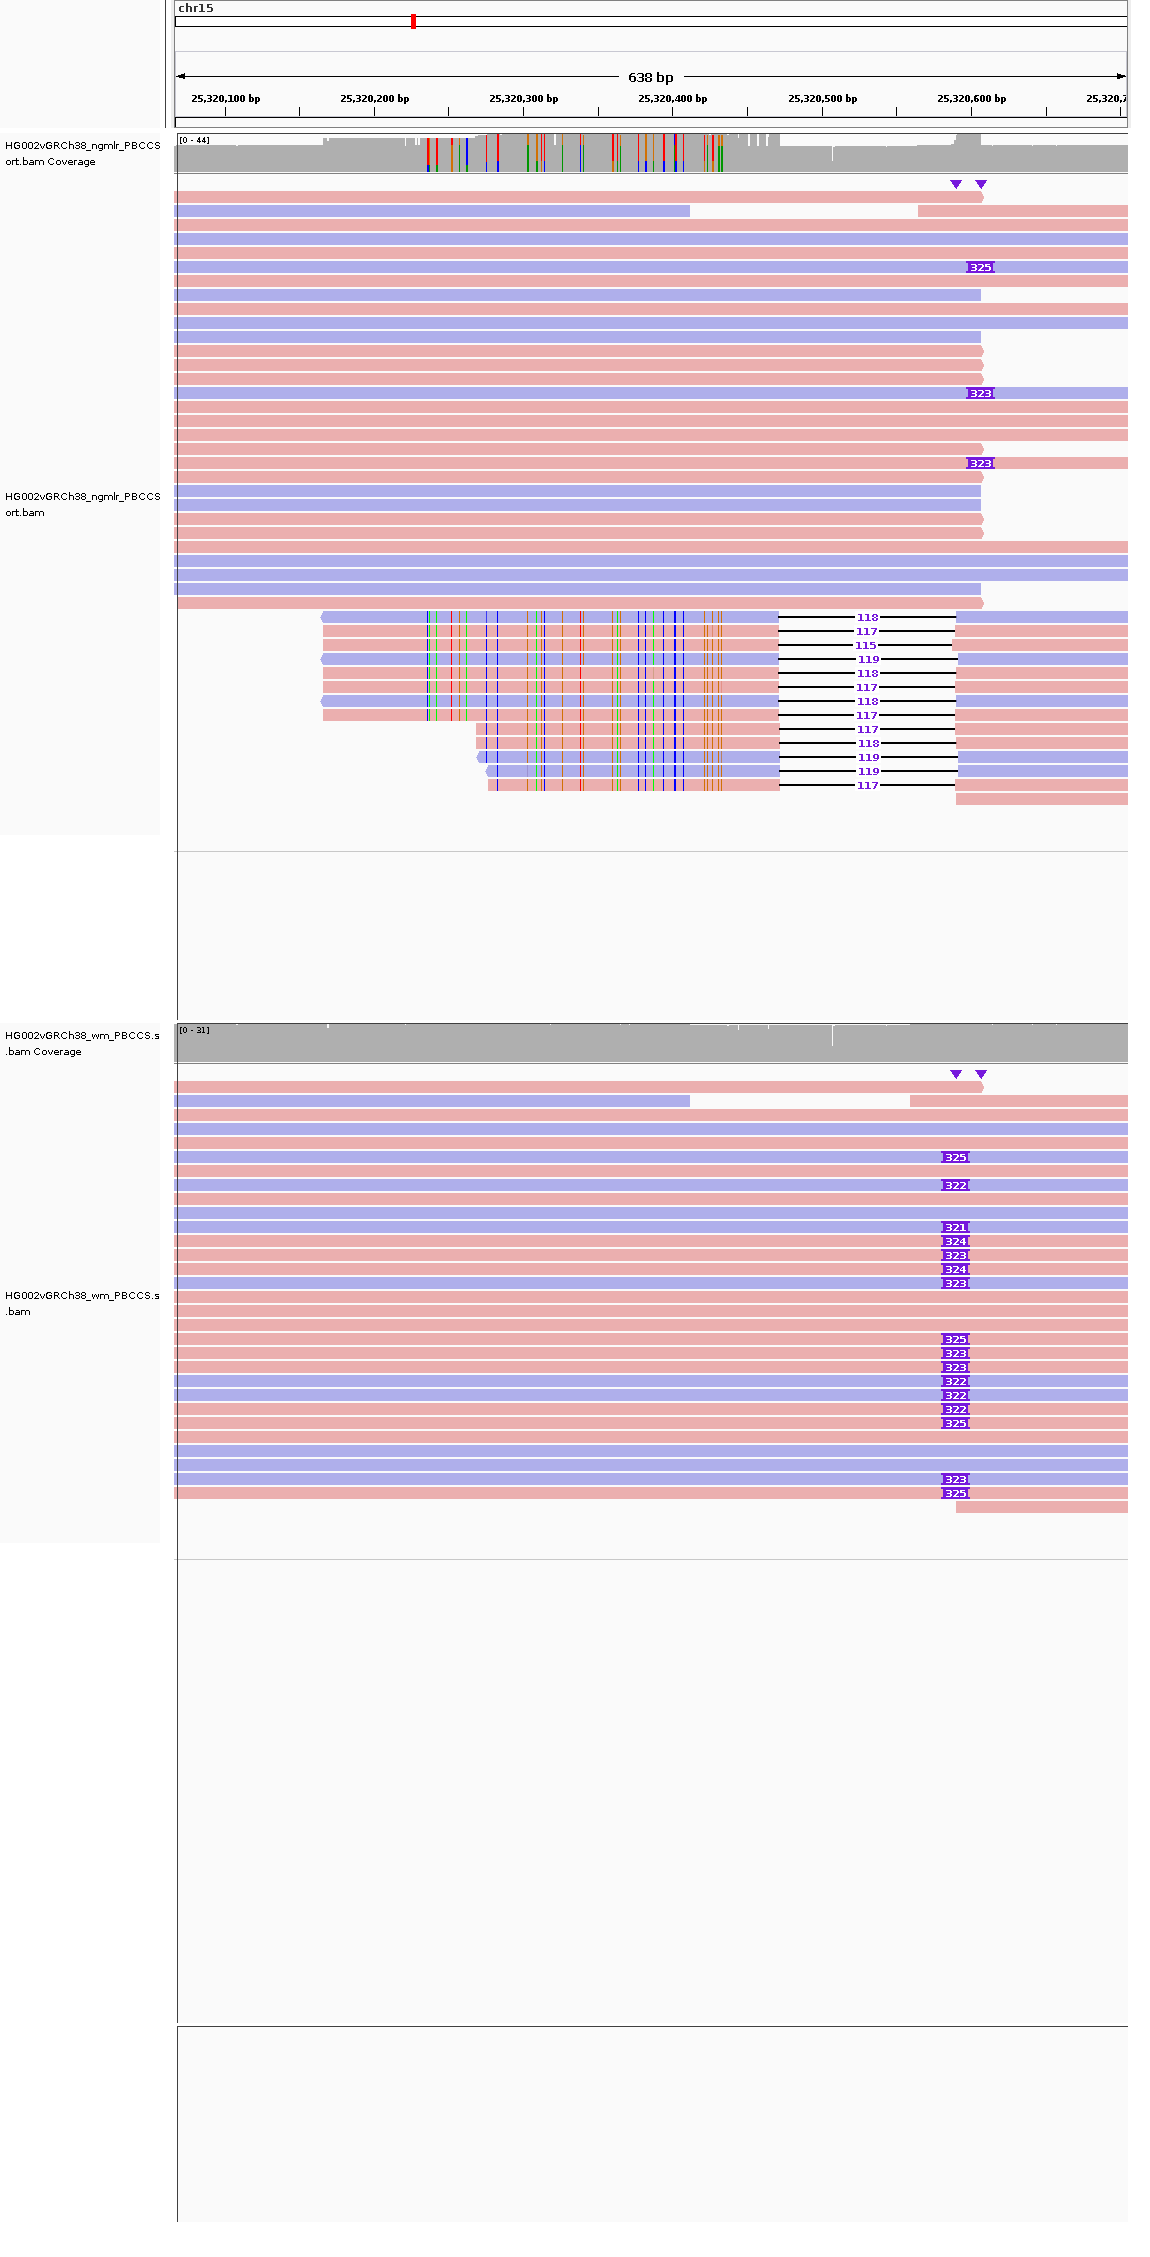 chr15
638 bp
25,320,100 bp 25,320,200 bp 25,320,300 bp 25,320,400 bp 25,320,500 bp 25,320,600 bp 25,320,7
HG002vGRCh38_ngmlr_PBCCS
ort.bam Coverage
[0 - 44]
325
323
323
HG002vGRCh38_ngmlr_PBCCS
ort.bam
118
117
115
119
118
117
118
117
117
118
119
119
117
HG002vGRCh38_wm_PBCCS.s
.bam Coverage
[0 - 31]
325
322
321
324
323
324
323
HG002vGRCh38_wm_PBCCS.s
.bam
325
323
323
322
322
322
325
323
325